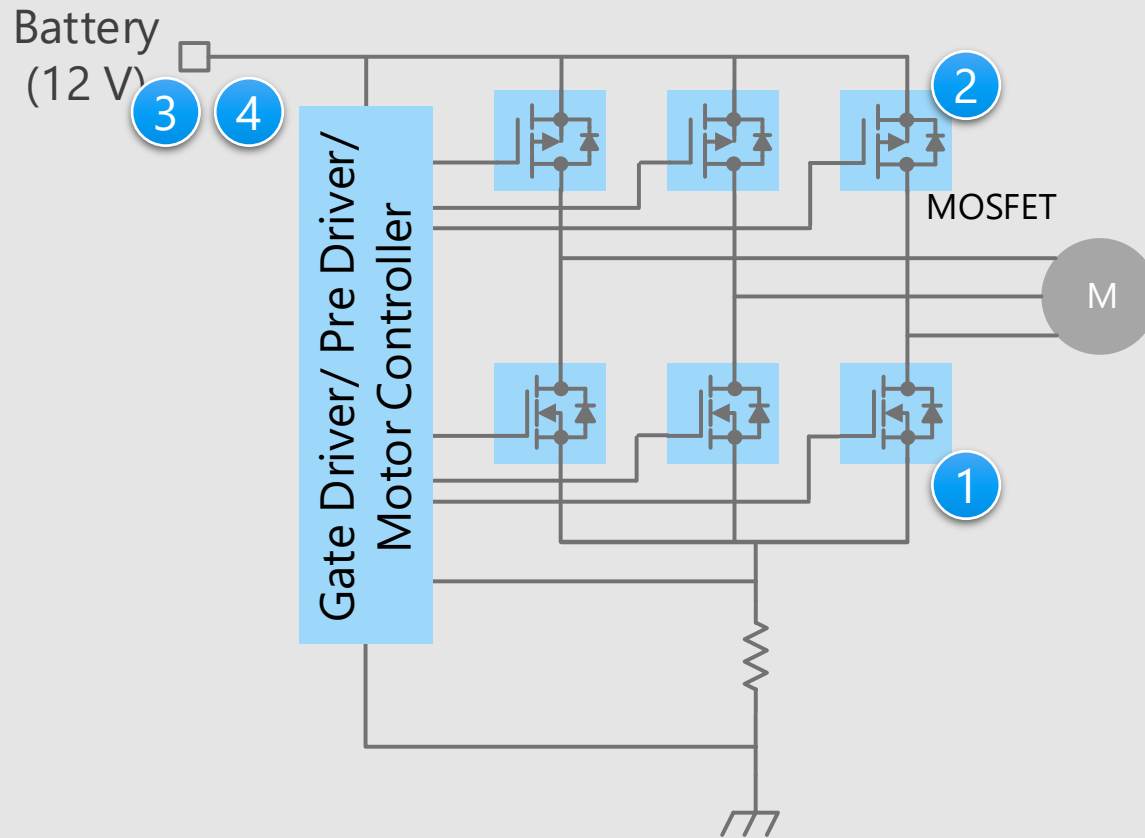 Battery
(12 V)
3
4
2
MOSFET
M
Gate Driver/ Pre Driver/
Motor Controller
1